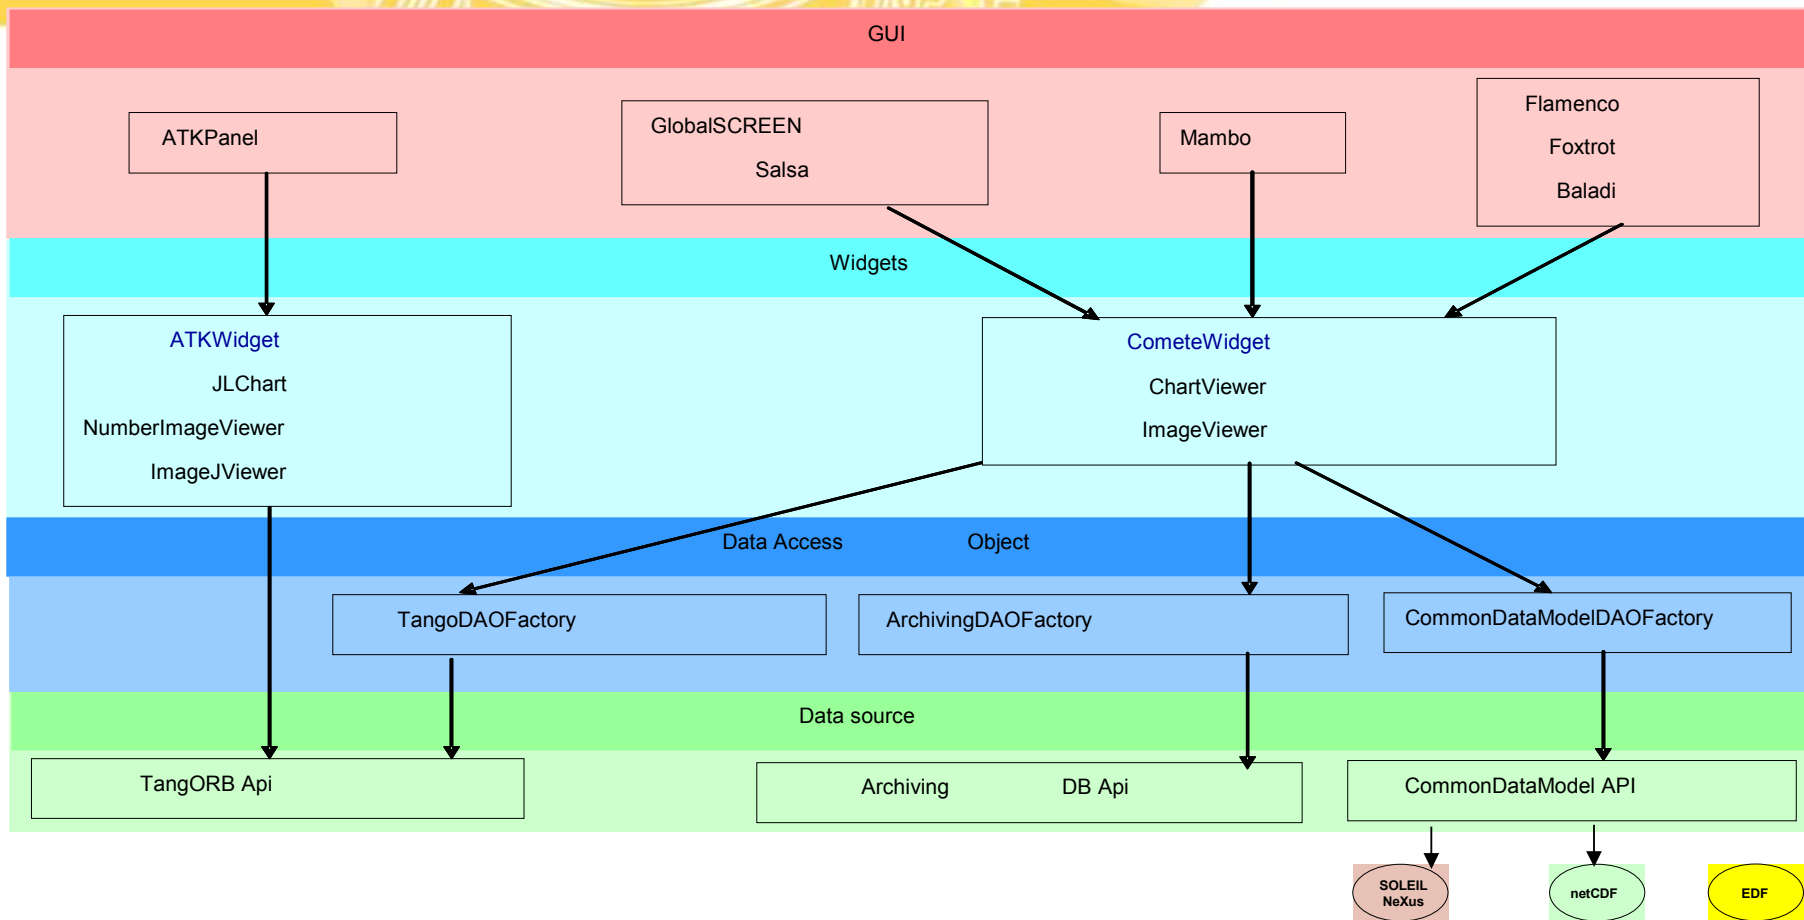 GUI
ATKPanel
GlobalSCREEN
Salsa
Mambo
Flamenco
Foxtrot
Baladi
Widgets
ATKWidget
JLChart
NumberImageViewer
ImageJViewer
CometeWidget
ChartViewer
ImageViewer
Data Access Object
TangoDAOFactory
ArchivingDAOFactory
CommonDataModelDAOFactory
Data source
TangORB Api
Archiving DB Api
CommonDataModel API
SOLEIL
NeXus
netCDF
EDF